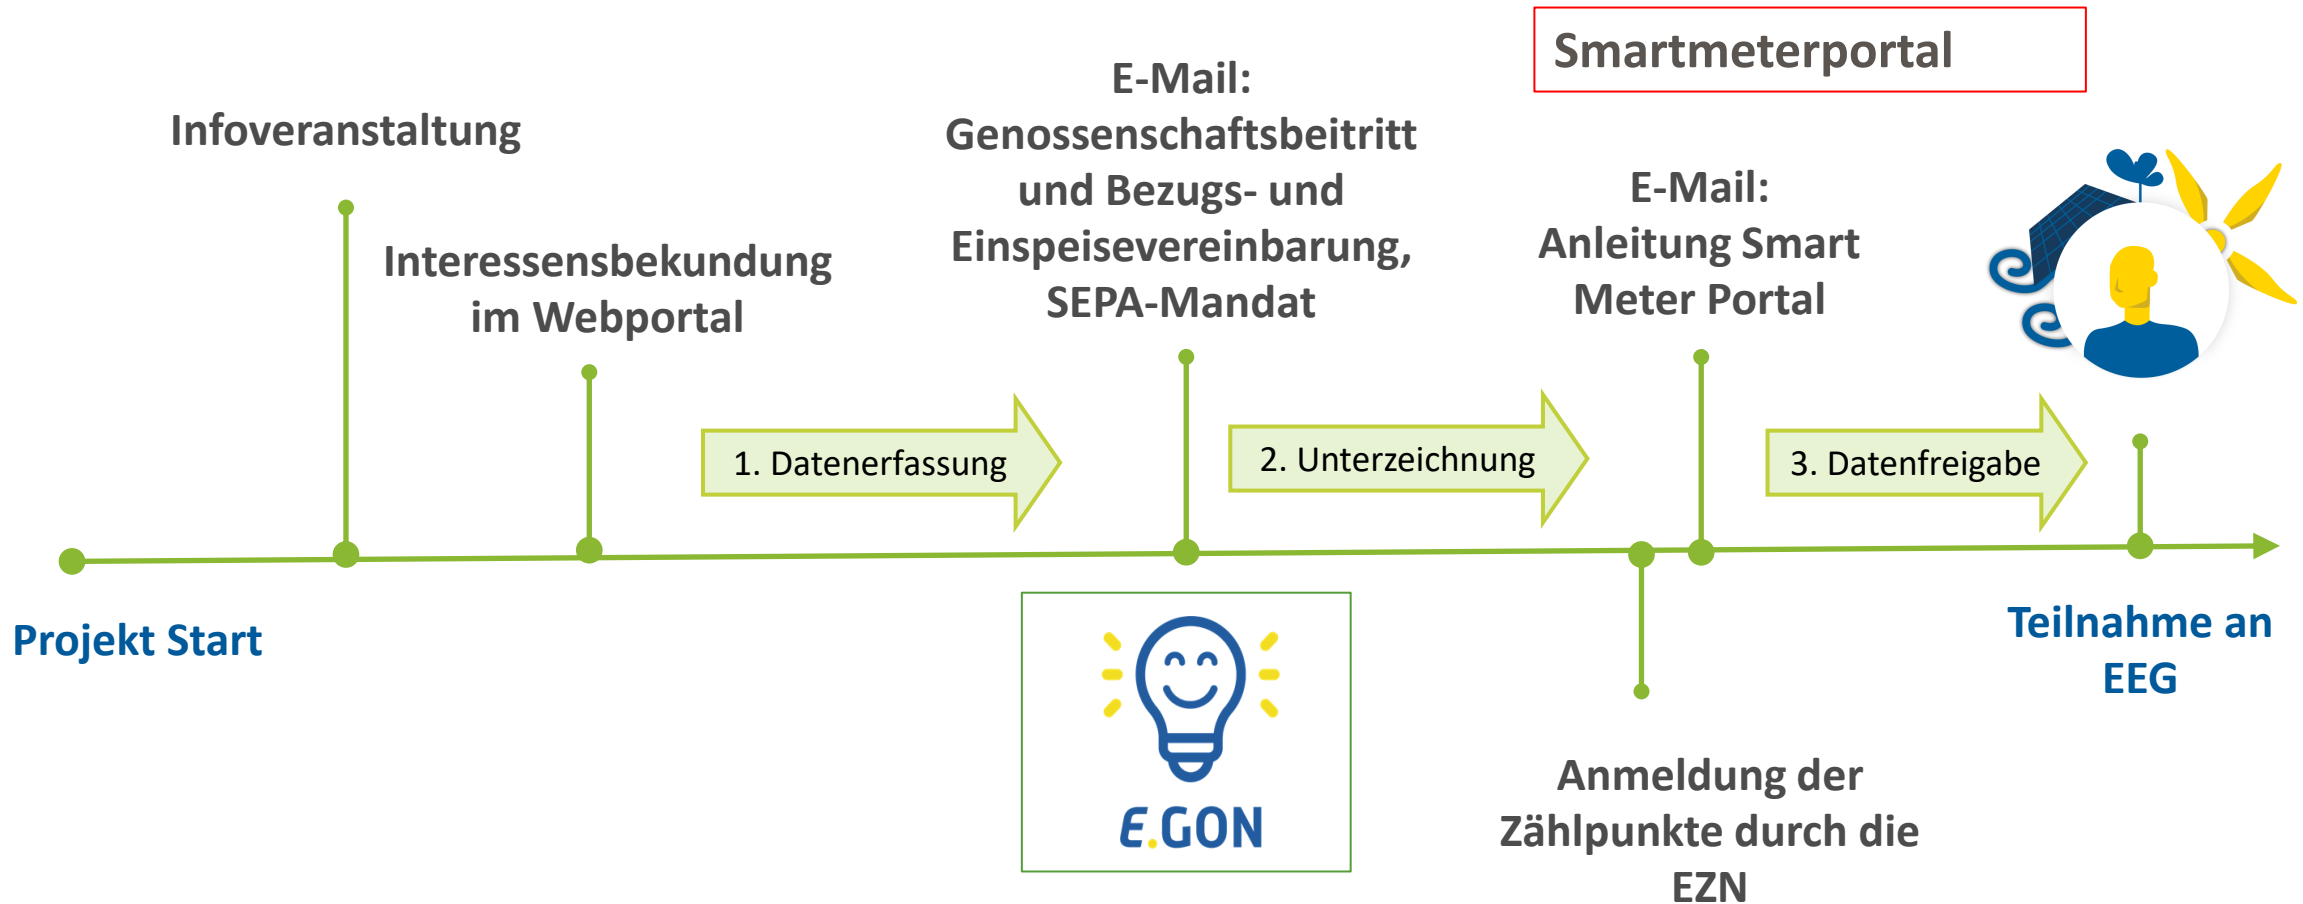 Smartmeterportal
Infoveranstaltung
Interessensbekundung
im Webportal
E-Mail:
Genossenschaftsbeitritt
und Bezugs- und
Einspeisevereinbarung,
SEPA-Mandat
E-Mail:
Anleitung Smart
Meter Portal
1. Datenerfassung
2. Unterzeichnung
3. Datenfreigabe
Projekt Start
E.GON
Anmeldung der
Zählpunkte durch die
EZN
Teilnahme an
EEG